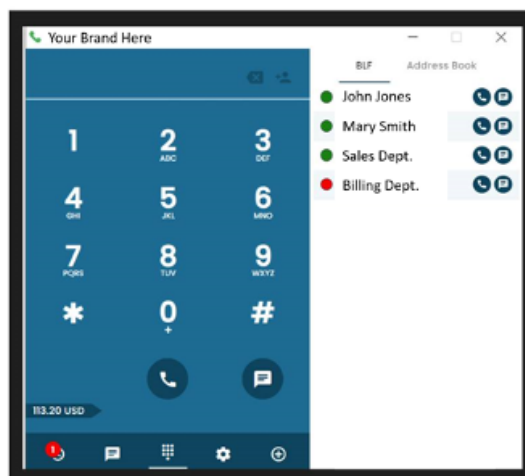 Your Brand Here
BLF Address Book
John Jones
Mary Smith
Sales Dept.
Billing Dept.
1 2 3
ABC DEF
4 5 6
GHI JKL MNO
7 8 9
PQRS TUV WXYZ
* 0 #
+
113.20 USD
1